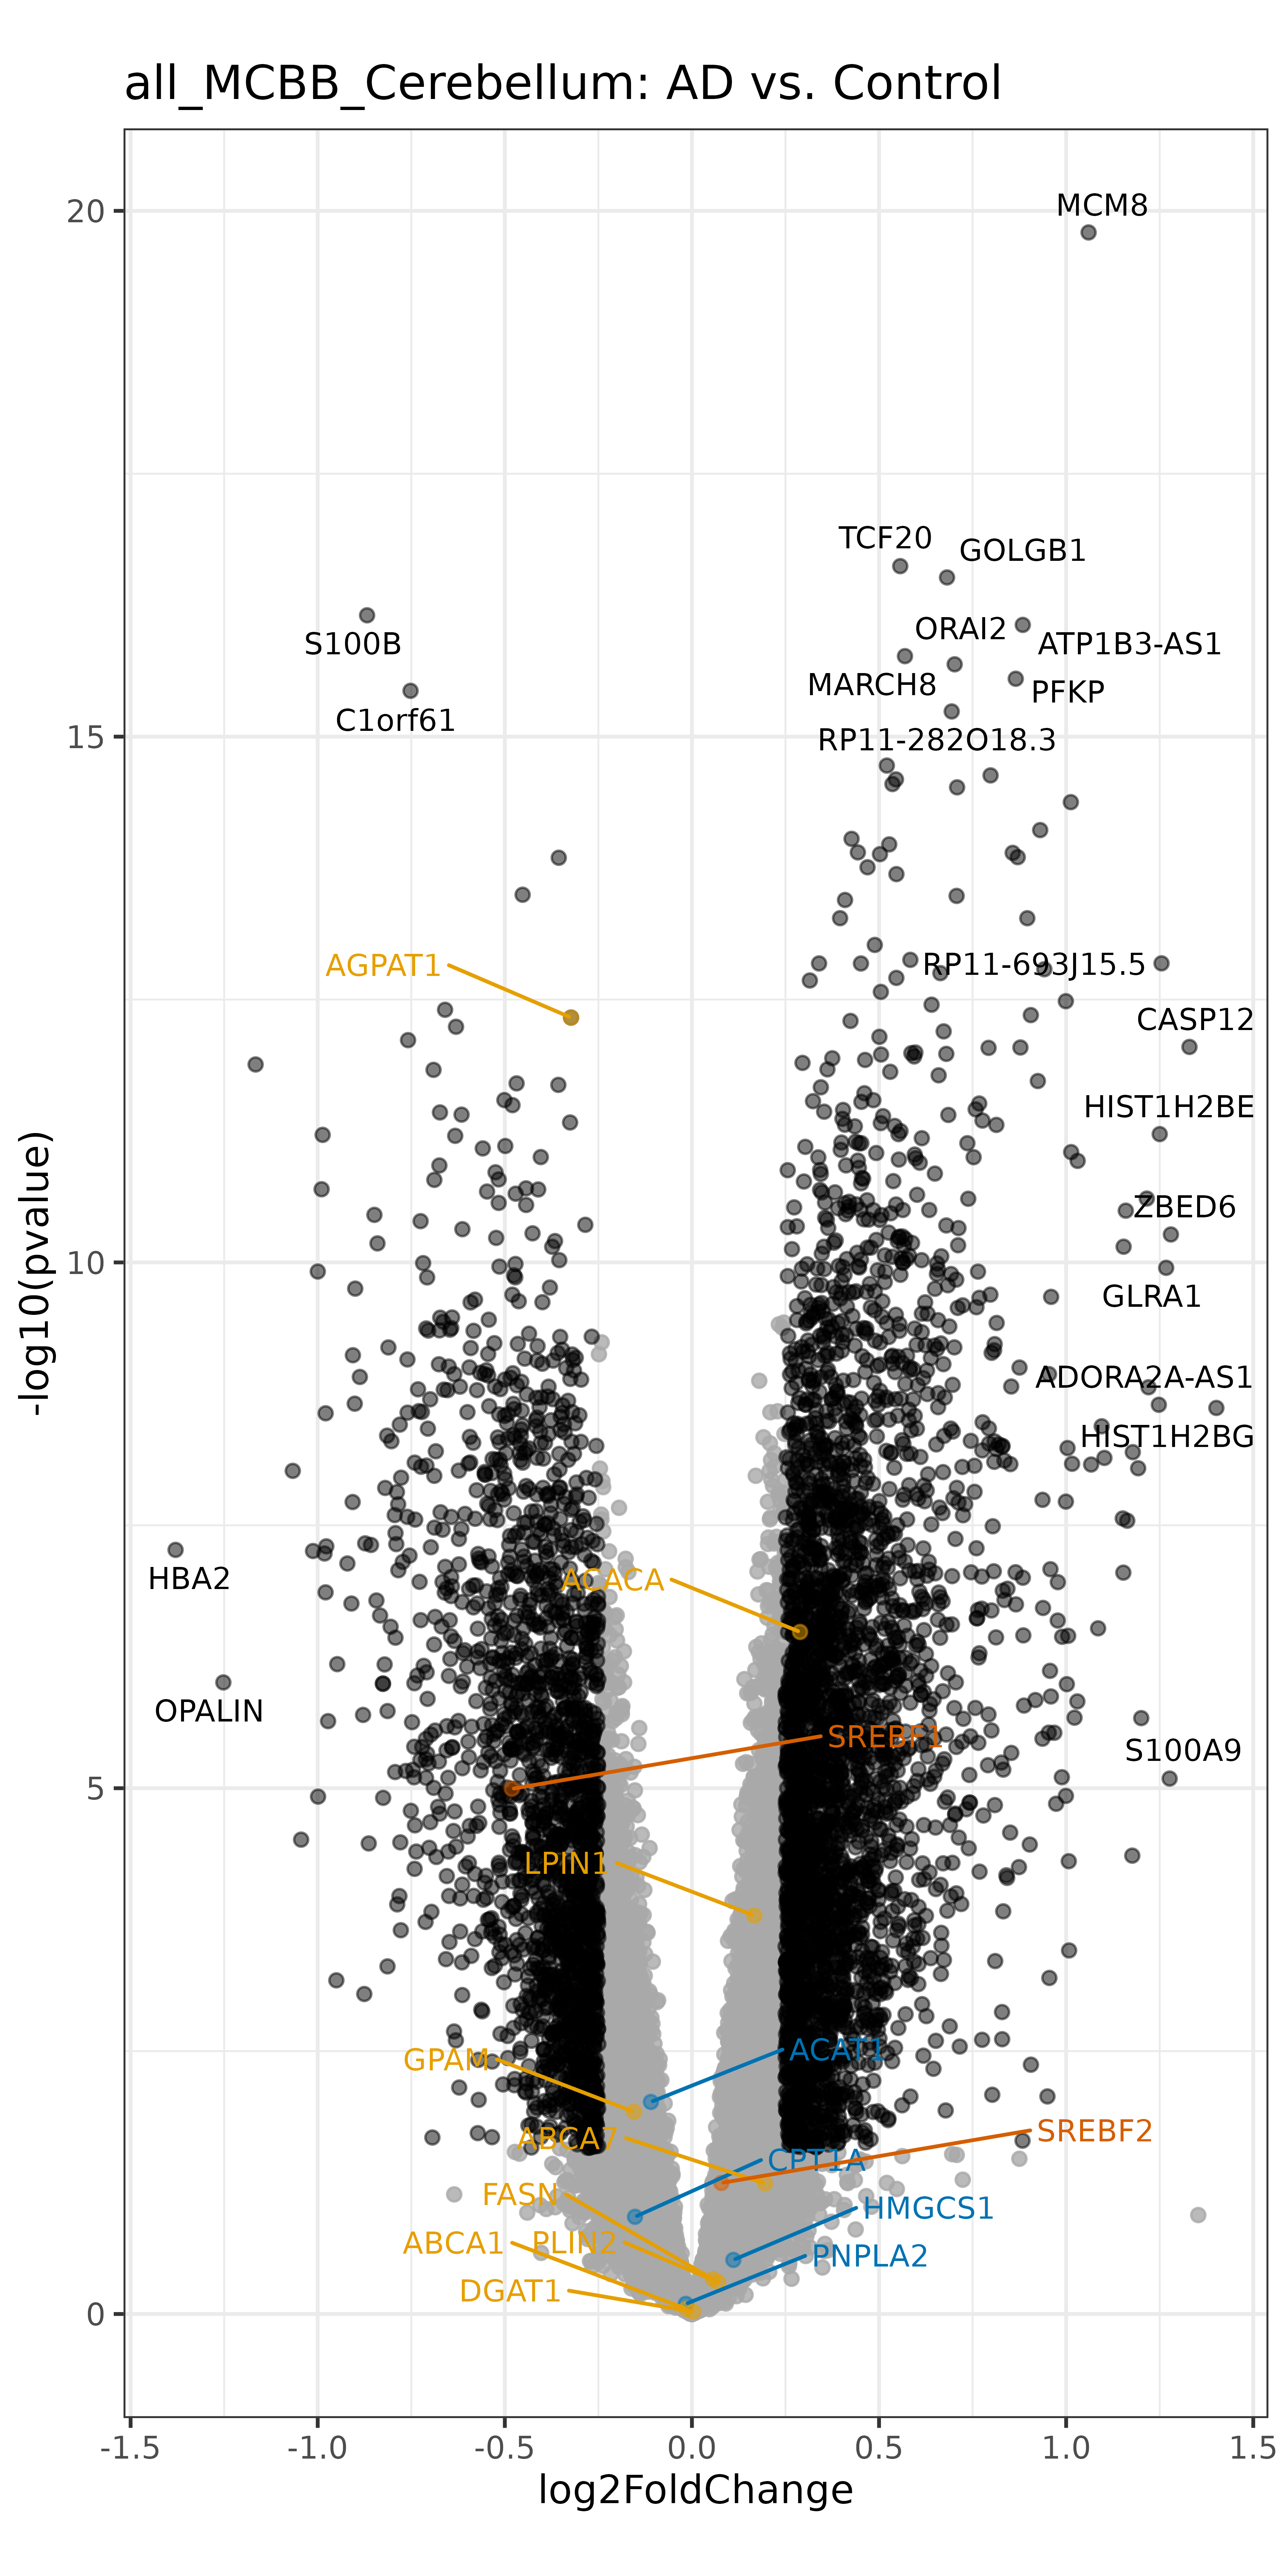 all_MCBB_Cerebellum: AD vs. Control
20
MCM8
TCF20
GOLGB1
ORAI2
S100B
ATP1B3-AS1
MARCH8
PFKP
C1orf61
15
RP11-282O18.3
AGPAT1
RP11-693J15.5
CASP12
HIST1H2BE
ZBED6
10
GLRA1
-log10(pvalue)
ADORA2A-AS1
HIST1H2BG
HBA2
ACACA
OPALIN
SREBF1
S100A9
5
LPIN1
GPAM
ACAT1
SREBF2
ABCA7
CPT1A
FASN
HMGCS1
ABCA1
PLIN2
PNPLA2
DGAT1
0
-1.5
-1.0
-0.5
0.0
0.5
1.0
1.5
log2FoldChange